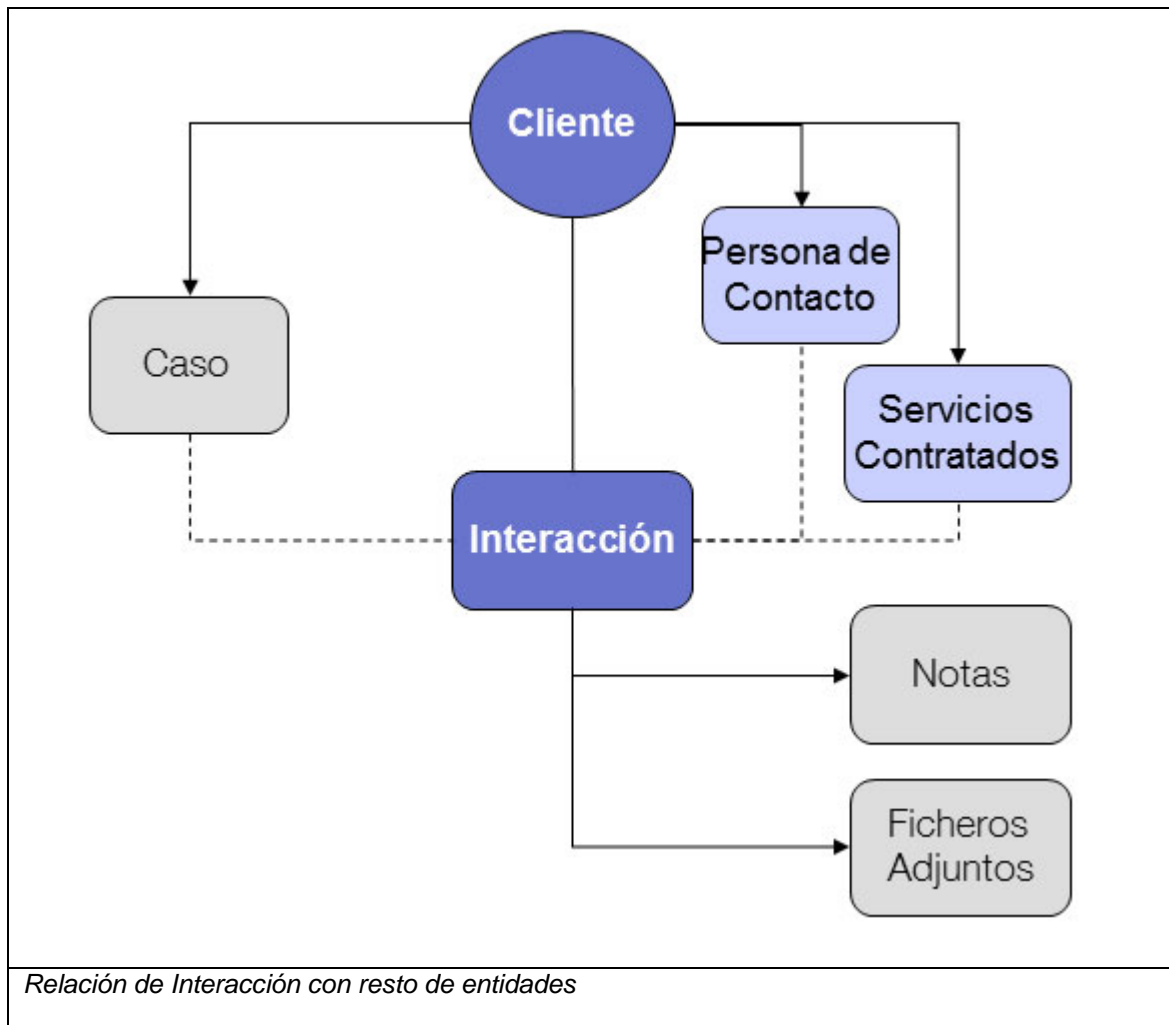 Cliente
Persona de
Contacto
Caso
Servicios
Contratados
Interacción
Notas
Ficheros
Adjuntos
Relación de Interacción con resto de entidades